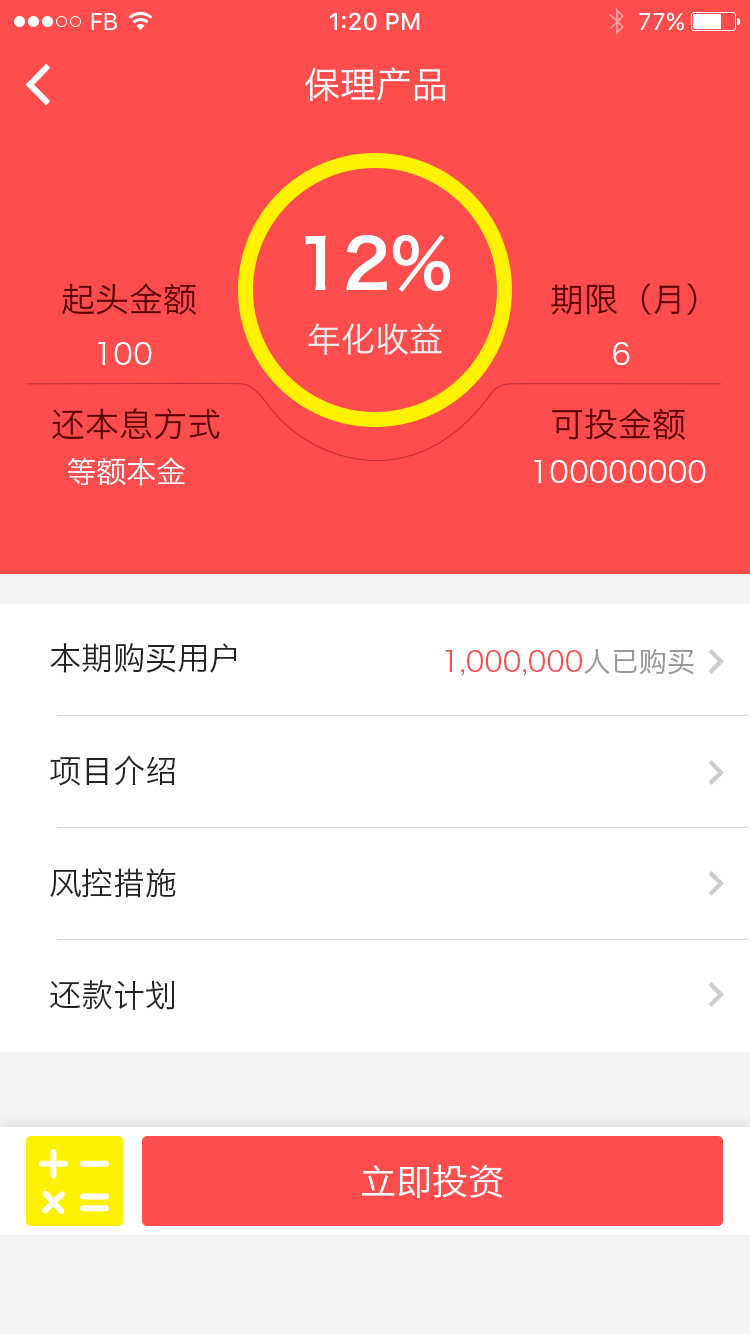 FB 1:20 PM 77%
保理产品
12%
年化收益
起头金额
100
期限（月）
6
还本息方式
等额本金
可投金额
100000000
本期购买用户 1,000,000人已购买
项目介绍
风控措施
还款计划
立即投资